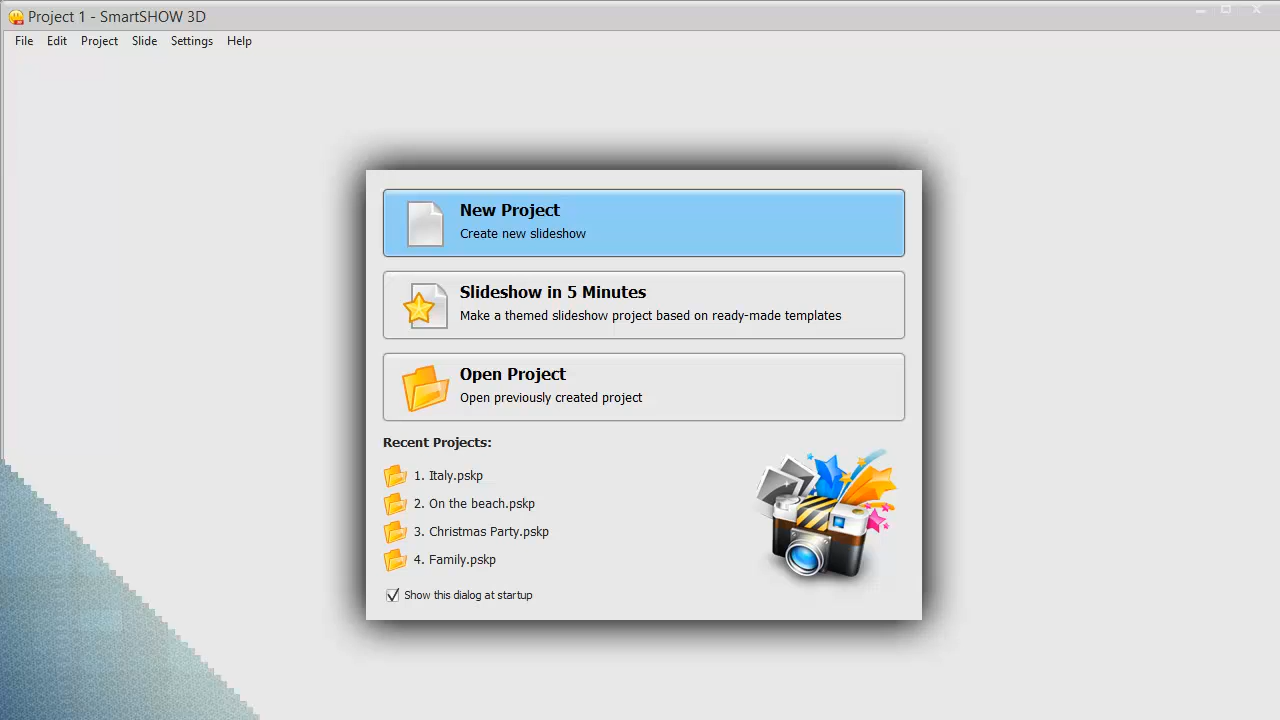 Project 1 - SmartSHOW 3D
File Edit Project Slide Settings Help
New Project
Create new slideshow
Slideshow in 5 Minutes
Make a themed slideshow project based on ready-made templates
Open Project
Open previously created project
Recent Projects:
1. Italy.pskp
2. On the beach.pskp
3. Christmas Party.pskp
4. Family.pskp
Show this dialog at startup